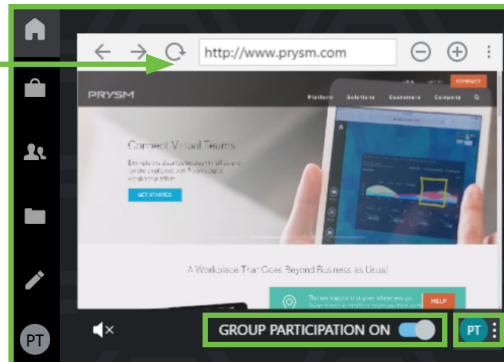 http://www.prysm.com
PRYSM
CONTACT
Platform Solutions Customers Company
Connect Virtual Teams
GET STARTED
A Workplace That Goes Beyond Business as Usual
HELP
GROUP PARTICIPATION ON
PT
PT